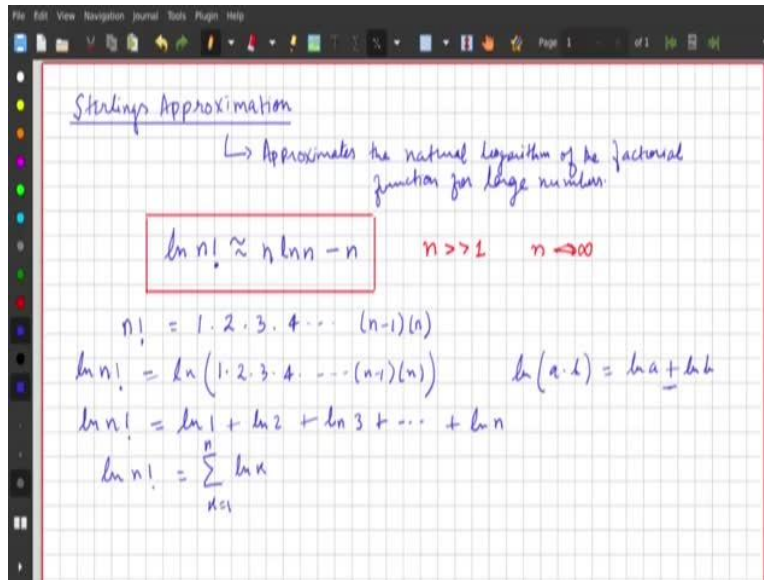 File Edit View Navigation Journal Tools Plugin Help
Page 1 of 1
Stirlings Approximation
↳ Approximates the natural logarithm of the factorial
function for large numbers.
ln n! ≈ n ln n − n n >> 1 n → ∞
n! = 1 · 2 · 3 · 4 ··· (n-1)(n)
ln n! = ln (1 · 2 · 3 · 4 · --- (n-1)(n)) ln (a · b) = ln a + ln b
ln n! = ln 1 + ln 2 + ln 3 + --- + ln n
ln n! = ∑ₓ₌₁ⁿ ln x